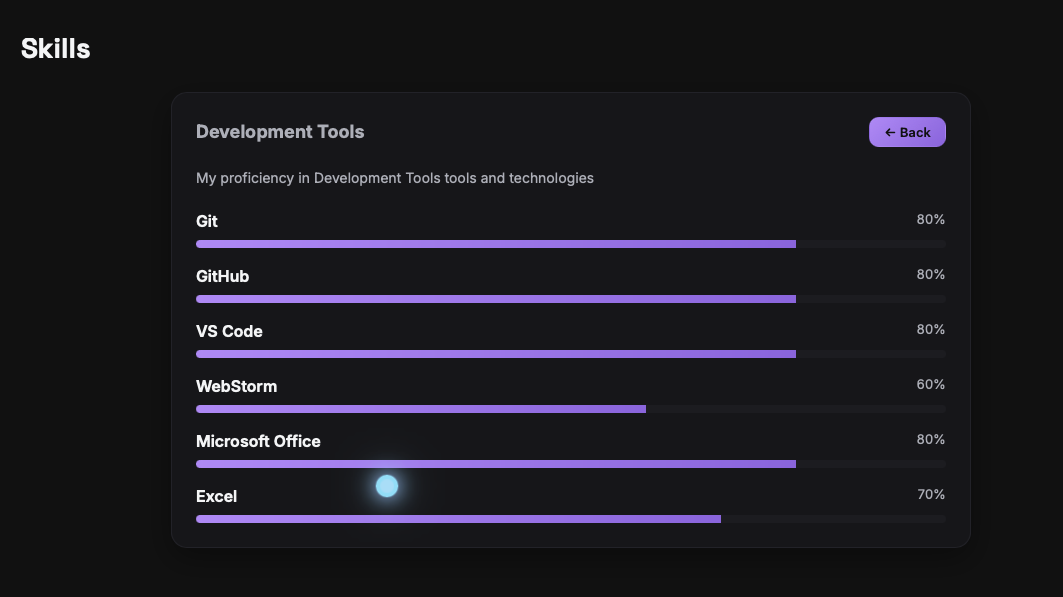 Skills
Development Tools
← Back
My proficiency in Development Tools tools and technologies
Git 80%
GitHub 80%
VS Code 80%
WebStorm 60%
Microsoft Office 80%
Excel 70%